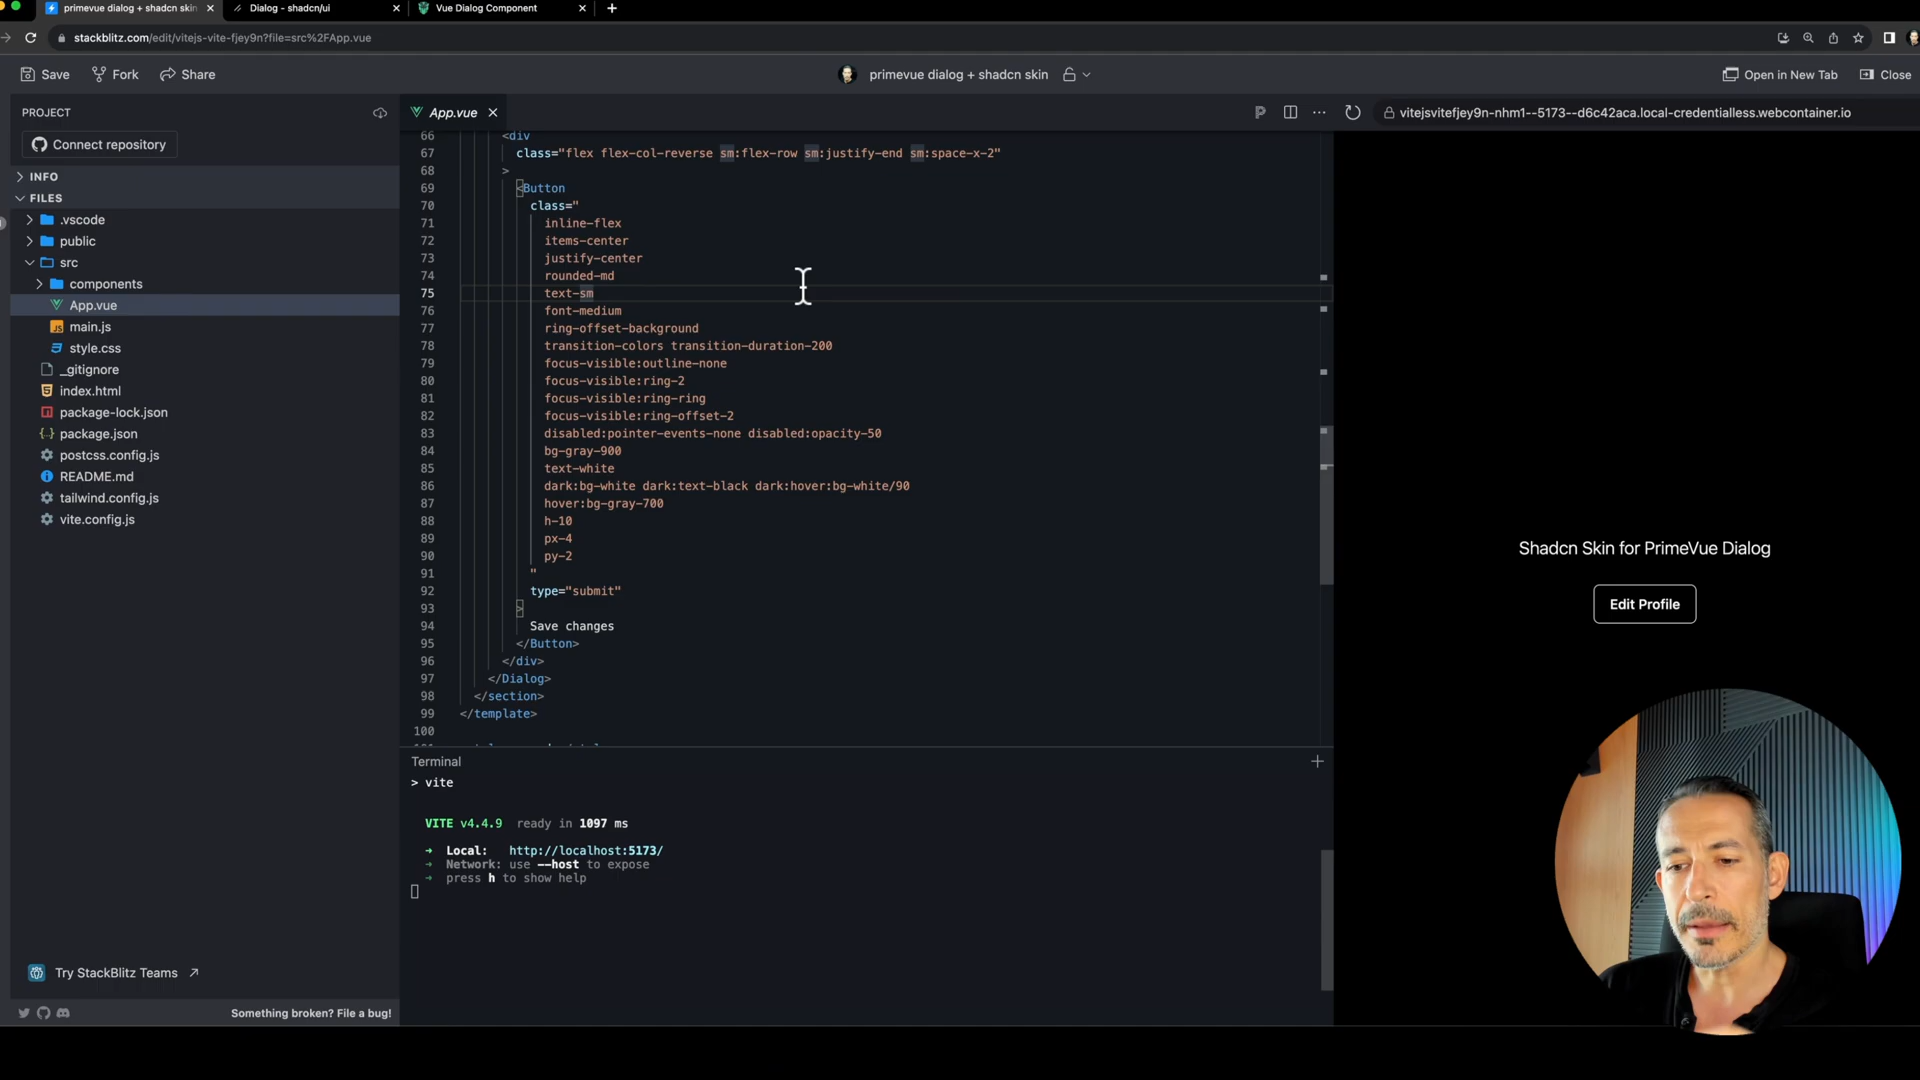 primevue dialog + shadcn skin
Dialog - shadcn/ui
Vue Dialog Component
stackblitz.com/edit/vitejs-vite-fjey9n?file=src%2FApp.vue
Save
Fork
Share
primevue dialog + shadcn skin
Open in New Tab
Close
PROJECT
App.vue
vitejsvitefjey9n-nhm1--5173--d6c42aca.local-credentialless.webcontainer.io
Connect repository
INFO
FILES
.vscode
public
src
components
App.vue
main.js
style.css
_gitignore
index.html
package-lock.json
package.json
postcss.config.js
README.md
tailwind.config.js
vite.config.js
Try StackBlitz Teams
Something broken? File a bug!
66 <div
67 class="flex flex-col-reverse sm:flex-row sm:justify-end sm:space-x-2"
68 >
69 <Button
70 class="
71 inline-flex
72 items-center
73 justify-center
74 rounded-md
75 text-sm
76 font-medium
77 ring-offset-background
78 transition-colors transition-duration-200
79 focus-visible:outline-none
80 focus-visible:ring-2
81 focus-visible:ring-ring
82 focus-visible:ring-offset-2
83 disabled:pointer-events-none disabled:opacity-50
84 bg-gray-900
85 text-white
86 dark:bg-white dark:text-black dark:hover:bg-white/90
87 hover:bg-gray-700
88 h-10
89 px-4
90 py-2
91 "
92 type="submit"
93 >
94 Save changes
95 </Button>
96 </div>
97 </Dialog>
98 </section>
99 </template>
100
Terminal
> vite
VITE v4.4.9 ready in 1097 ms
➜ Local: http://localhost:5173/
➜ Network: use --host to expose
➜ press h to show help
Shadcn Skin for PrimeVue Dialog
Edit Profile